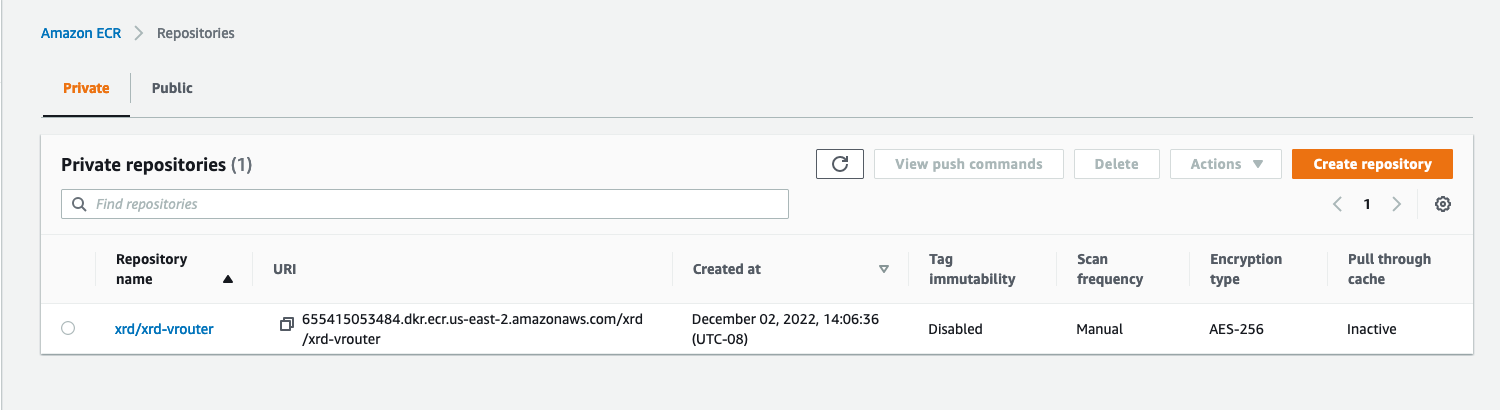 Amazon ECR > Repositories
Private Public
Private repositories (1)
View push commands Delete Actions Create repository
Find repositories
1
Repository name URI Created at Tag immutability Scan frequency Encryption type Pull through cache
xrd/xrd-vrouter 655415053484.dkr.ecr.us-east-2.amazonaws.com/xrd December 02, 2022, 14:06:36 Disabled Manual AES-256 Inactive
/xrd-vrouter (UTC-08)